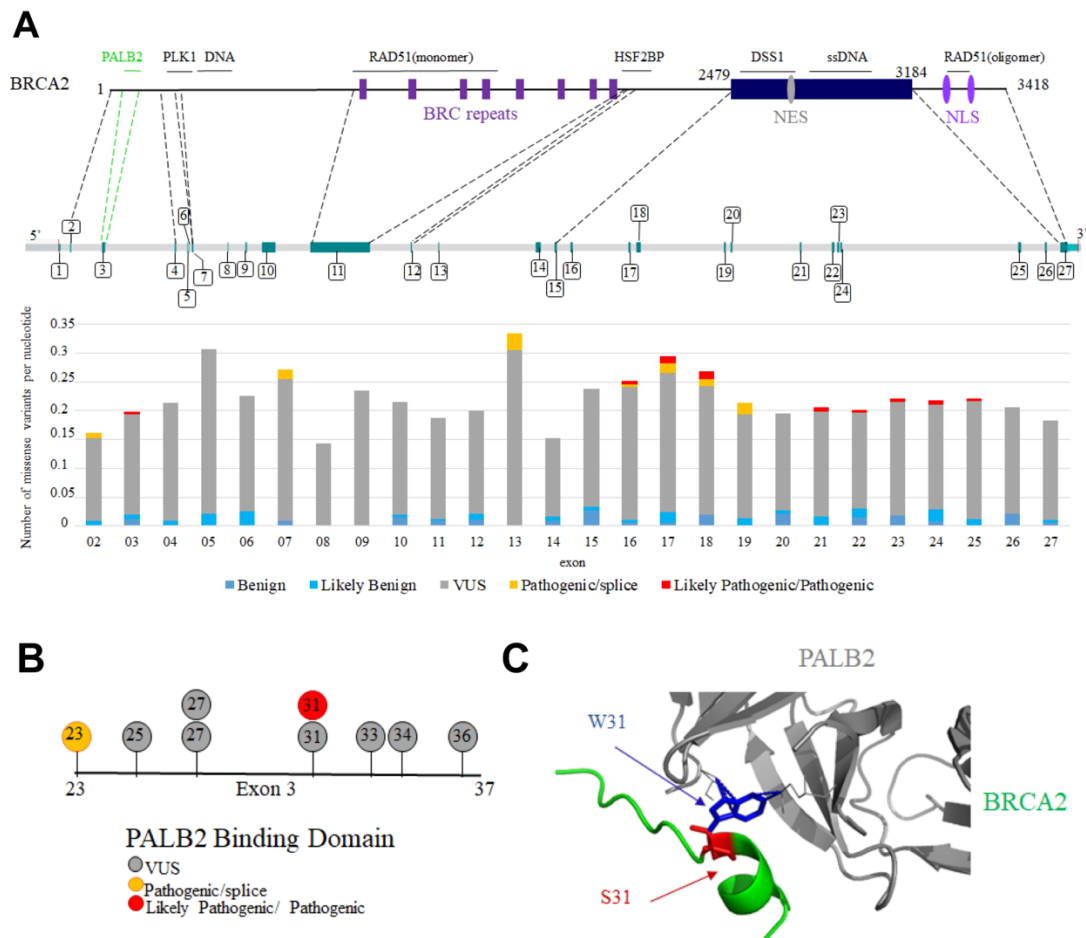 A
PALB2 PLK1 DNA RAD51(monomer) HSF2BP DSS1 ssDNA RAD51(oligomer)
BRCA2 1 2479 3184 3418
BRC repeats NES NLS
5'
3'
1 2 3 4 5 6 7 8 9 10 11 12 13 14 15 16 17 18 19 20 21 22 23 24 25 26 27
Number of missense variants per nucleotide
0.35
0.3
0.25
0.2
0.15
0.1
0.05
0
02 03 04 05 06 07 08 09 10 11 12 13 14 15 16 17 18 19 20 21 22 23 24 25 26 27
exon
Benign Likely Benign VUS Pathogenic/splice Likely Pathogenic/Pathogenic
B
27 31
23 25 27 31 33 34 36
23 Exon 3 37
PALB2 Binding Domain
VUS
Pathogenic/splice
Likely Pathogenic/ Pathogenic
C
PALB2
W31
BRCA2
S31